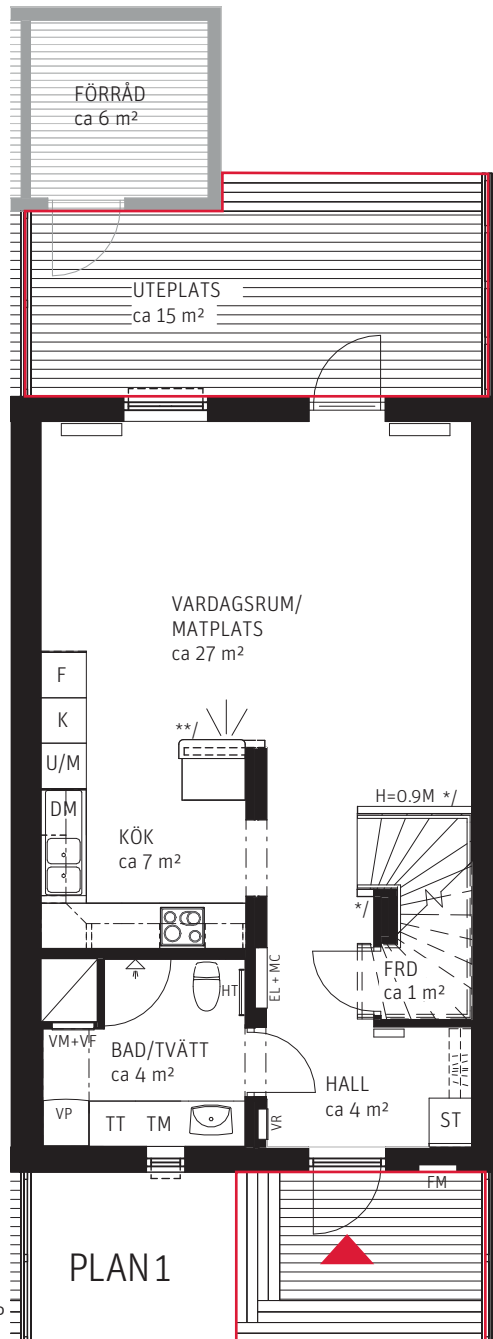 FÖRRÅD
ca 6 m²
UTEPLATS
ca 15 m²
VARDAGSRUM/
MATPLATS
ca 27 m²
F
K
**/
U/M
DM
H=0.9M */
KÖK
ca 7 m²
*/
EL + MC
FRD
ca 1 m²
HT
VM+VF
BAD/TVÄTT
ca 4 m²
HALL
ca 4 m²
VP
TT TM
VR
ST
FM
PLAN 1